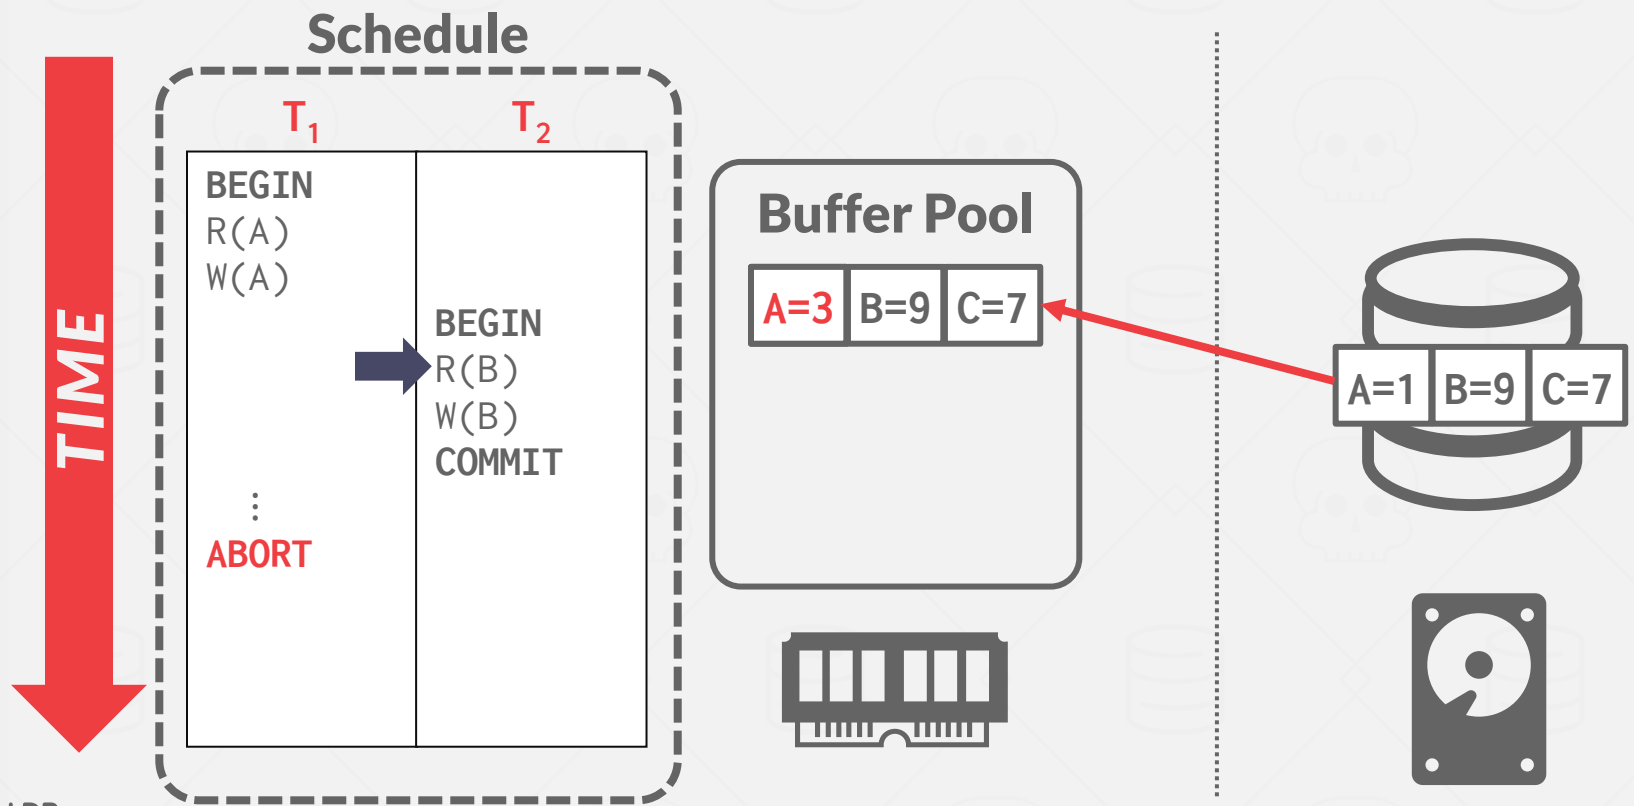 Schedule
TIME
T₁
T₂
BEGIN
R(A)
W(A)
⋮
ABORT
BEGIN
R(B)
W(B)
COMMIT
Buffer Pool
A=3 B=9 C=7
A=1 B=9 C=7